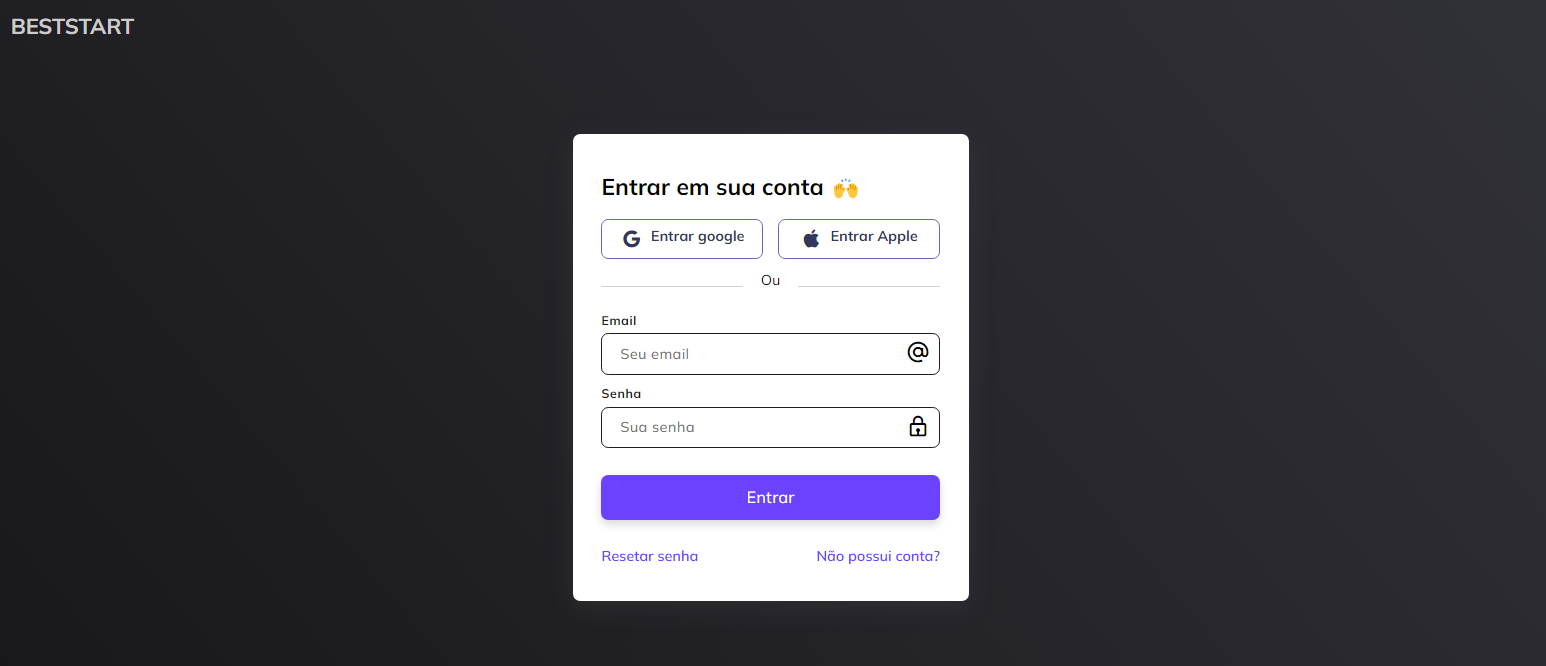 BESTSTART
Entrar em sua conta 🙌
Entrar google
Entrar Apple
Ou
Email
Seu email
Senha
Sua senha
Entrar
Resetar senha
Não possui conta?